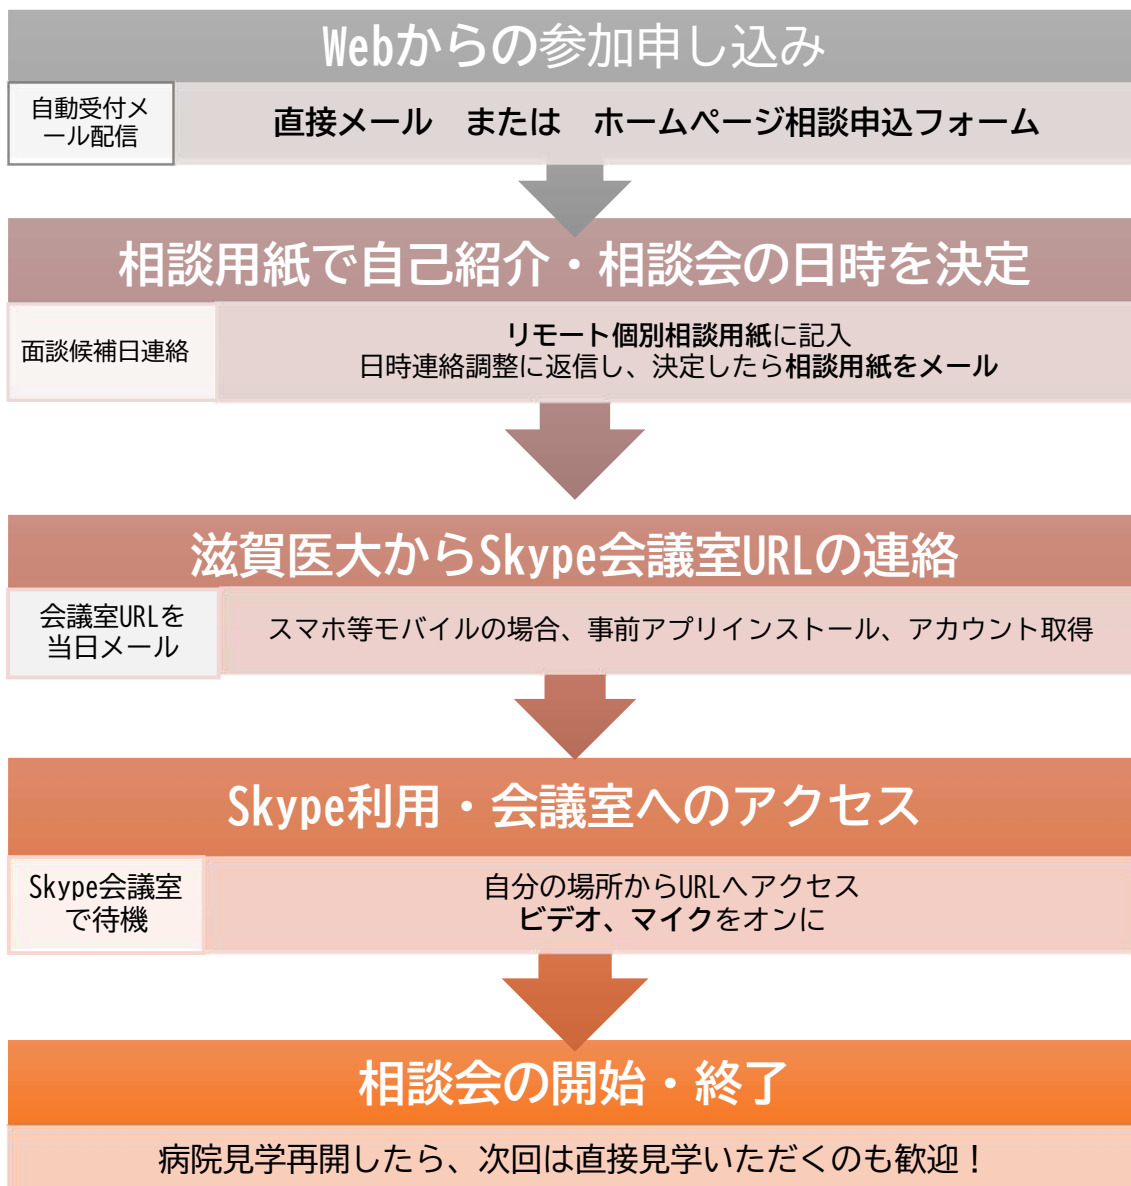 Webからの参加申し込み
自動受付メ
ール配信
直接メール　または　ホームページ相談申込フォーム
相談用紙で自己紹介・相談会の日時を決定
面談候補日連絡
リモート個別相談用紙に記入
日時連絡調整に返信し、決定したら相談用紙をメール
滋賀医大からSkype会議室URLの連絡
会議室URLを
当日メール
スマホ等モバイルの場合、事前アプリインストール、アカウント取得
Skype利用・会議室へのアクセス
Skype会議室
で待機
自分の場所からURLへアクセス
ビデオ、マイクをオンに
相談会の開始・終了
病院見学再開したら、次回は直接見学いただくのも歓迎！